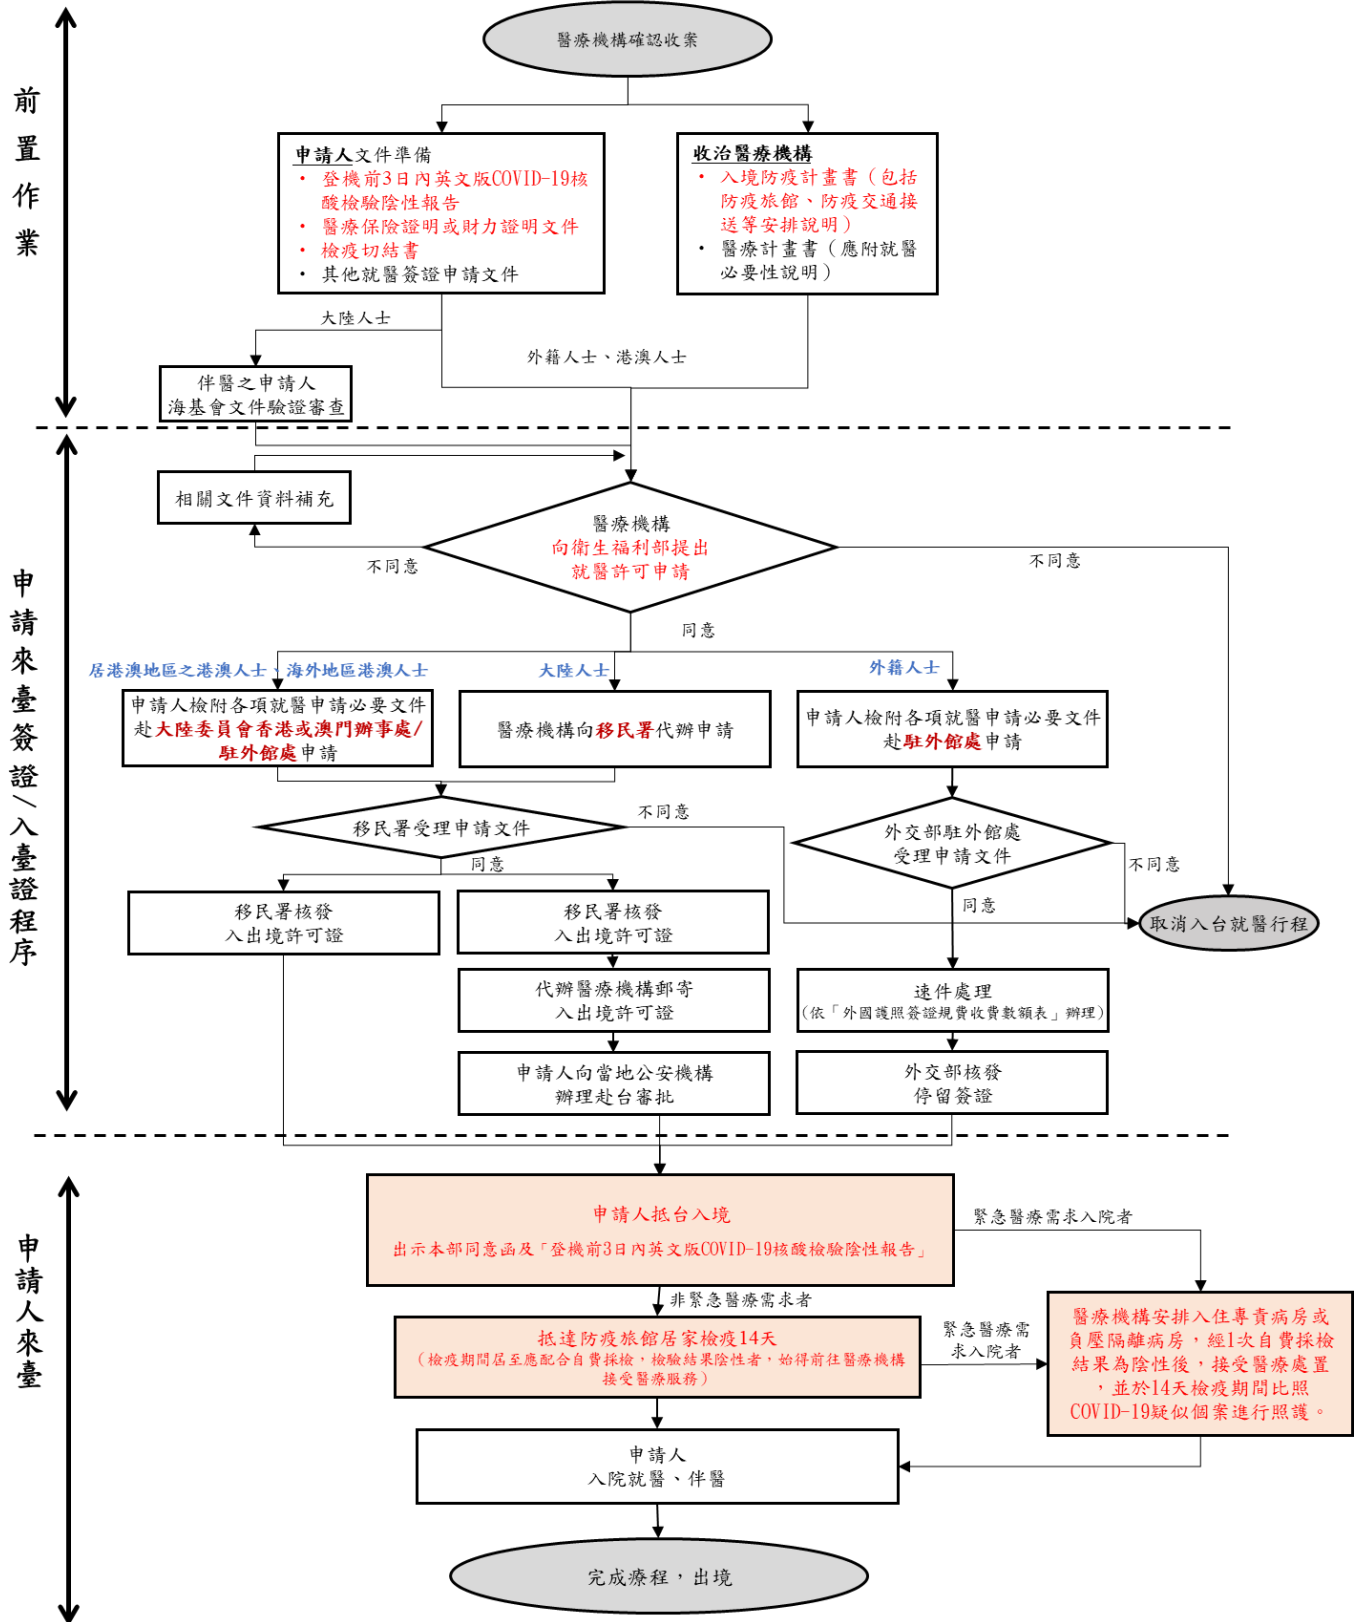 醫療機構確認收案
前置作業
申請人文件準備
• 登機前3日內英文版COVID-19核
酸檢驗陰性報告
• 醫療保險證明或財力證明文件
• 檢疫切結書
• 其他就醫簽證申請文件
收治醫療機構
• 入境防疫計畫書（包括
防疫旅館、防疫交通接
送等安排說明）
• 醫療計畫書（應附就醫
必要性說明）
大陸人士
外籍人士、港澳人士
伴醫之申請人
海基會文件驗證審查
申請來臺簽證/入臺證程序
相關文件資料補充
醫療機構
向衛生福利部提出
就醫許可申請
不同意
不同意
同意
居港澳地區之港澳人士、海外地區港澳人士
大陸人士
外籍人士
申請人檢附各項就醫申請必要文件
赴大陸委員會香港或澳門辦事處/
駐外館處申請
醫療機構向移民署代辦申請
申請人檢附各項就醫申請必要文件
赴駐外館處申請
移民署受理申請文件
不同意
同意
外交部駐外館處
受理申請文件
不同意
同意
移民署核發
入出境許可證
移民署核發
入出境許可證
取消入台就醫行程
代辦醫療機構郵寄
入出境許可證
速件處理
（依「外國護照簽證規費收費數額表」辦理）
申請人向當地公安機構
辦理赴台審批
外交部核發
停留簽證
申請人來臺
申請人抵台入境
出示本部同意函及「登機前3日內英文版COVID-19核酸檢驗陰性報告」
緊急醫療需求入院者
非緊急醫療需求者
抵達防疫旅館居家檢疫14天
（檢疫期間屆至應配合自費採檢，檢驗結果陰性者，始得前往醫療機構
接受醫療服務）
緊急醫療需
求入院者
醫療機構安排入住專責病房或
負壓隔離病房，經1次自費採檢
結果為陰性後，接受醫療處置
，並於14天檢疫期間比照
COVID-19疑似個案進行照護。
申請人
入院就醫、伴醫
完成療程，出境